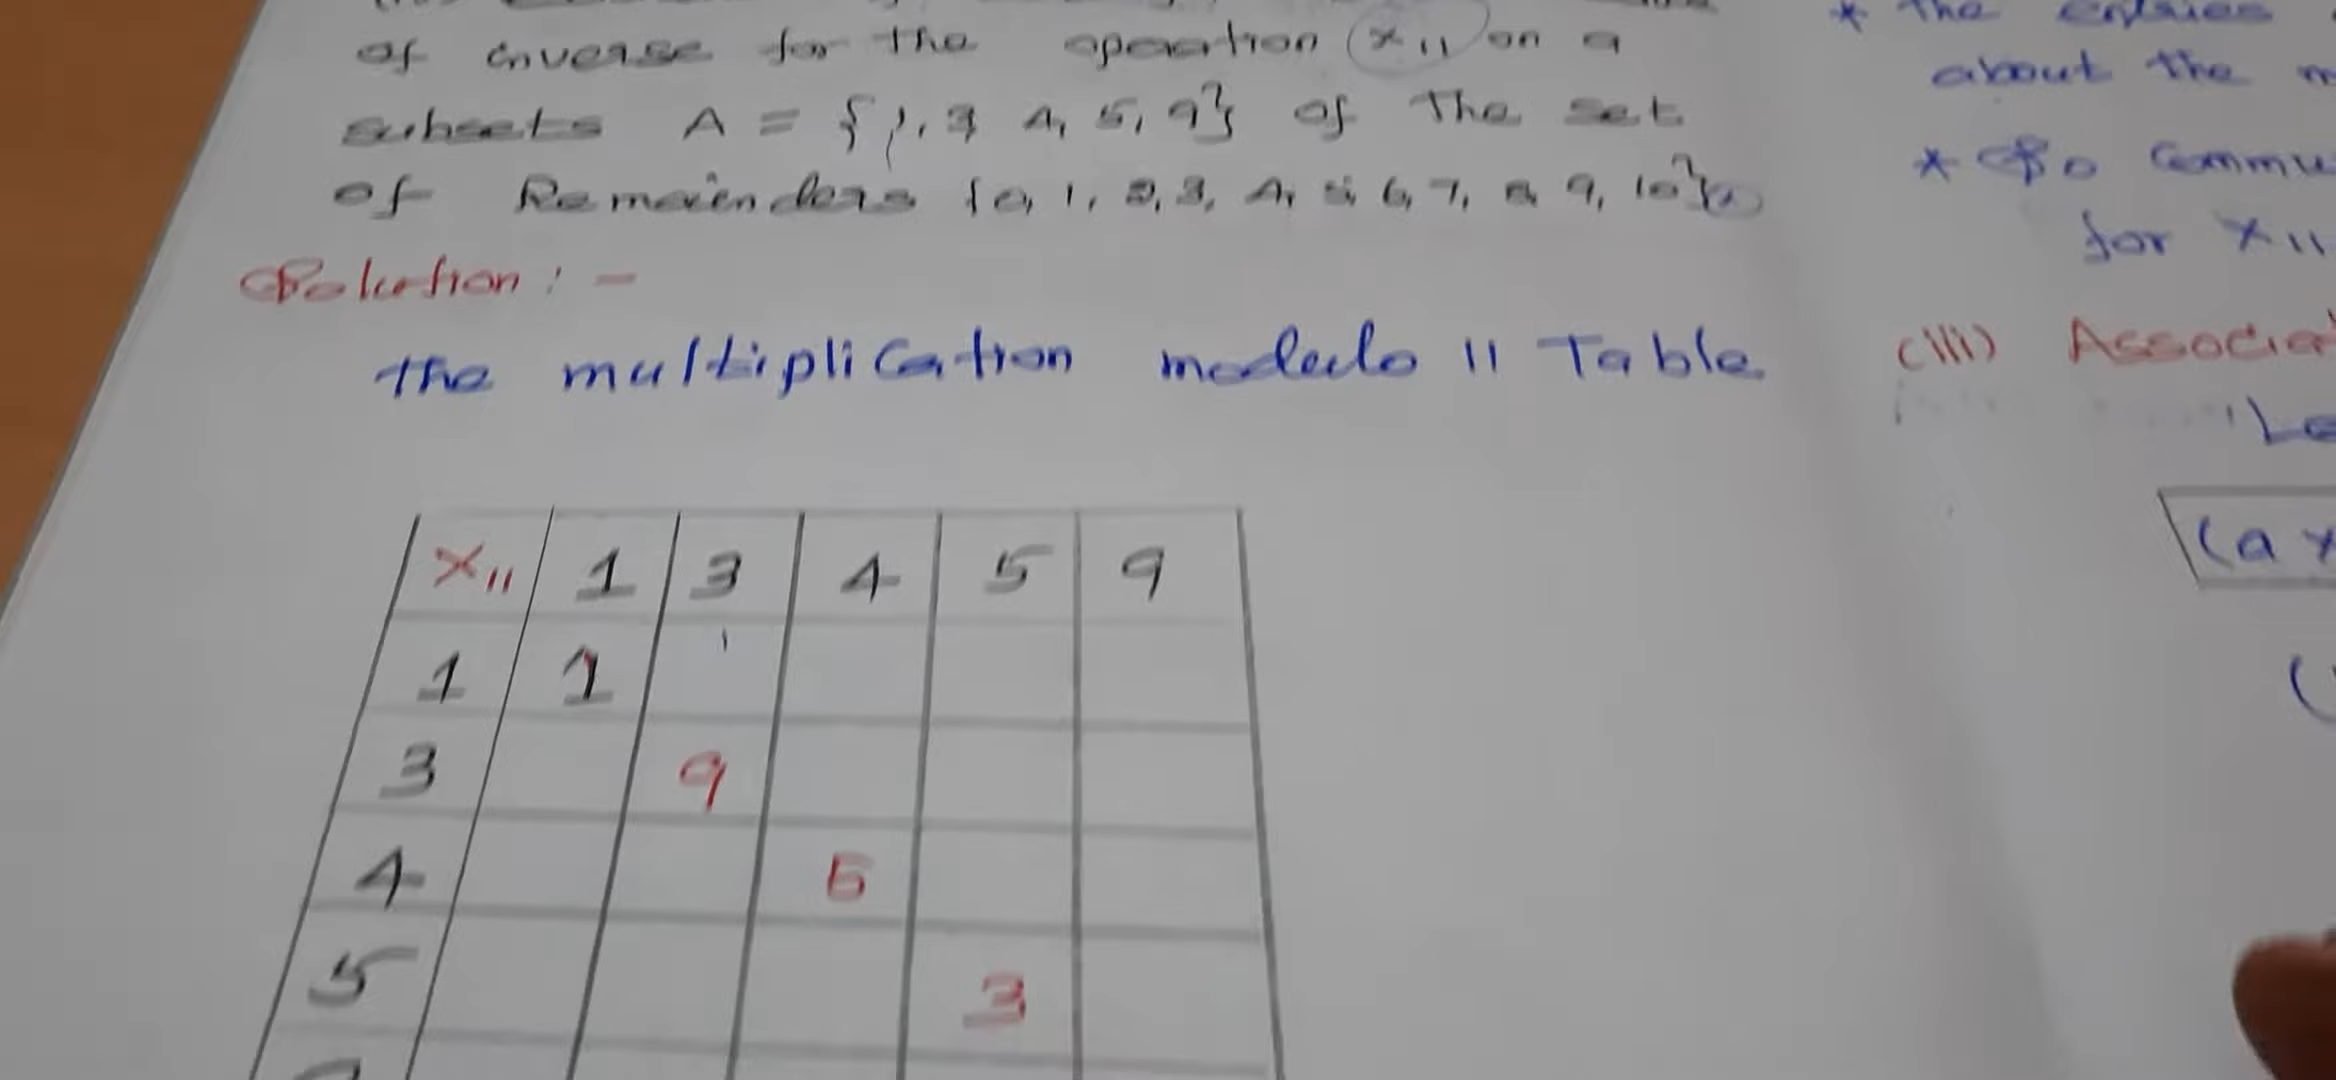 of inverse for the operation ×11 on a
subsets A = {1, 3 4, 5, 9} of The set
of Remainders {0, 1, 2, 3, 4, 5, 6, 7, 8, 9, 10}
Solution : -
the multiplication modulo 11 Table
×11 1 3 4 5 9
1 1
3 9
4 5
5 3
* The entries
about the
* So Commu
for ×11
(iii) Associa
Le
(a ×
(